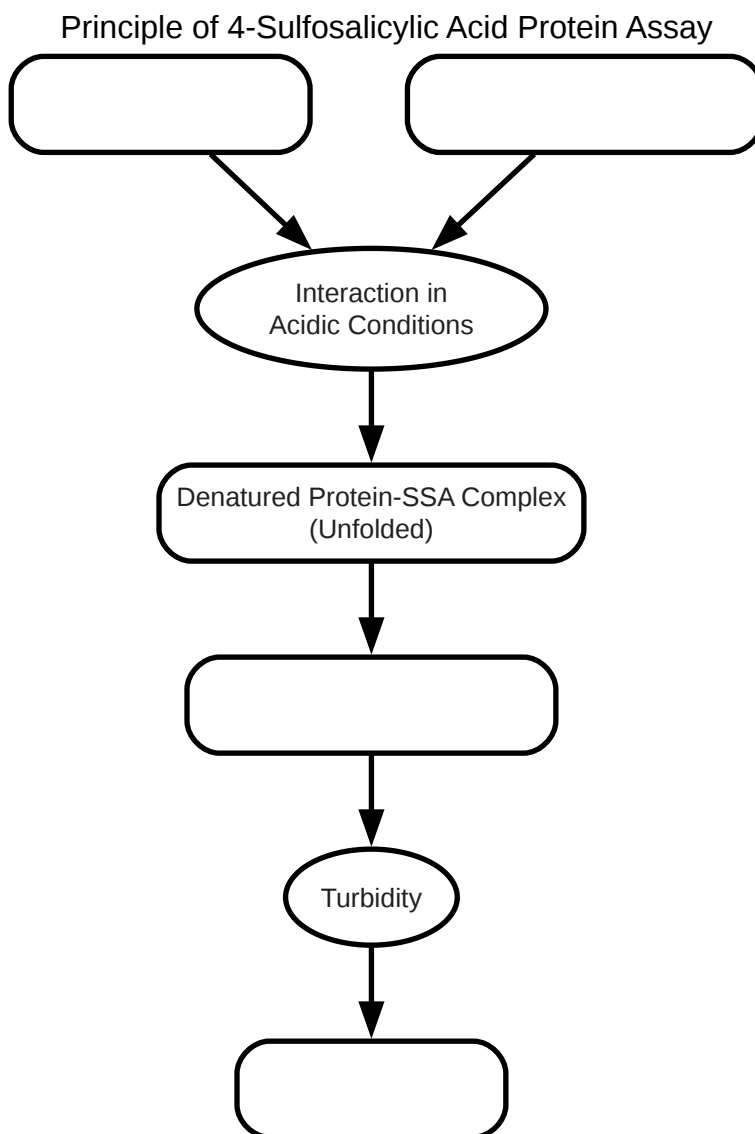 Principle of 4-Sulfosalicylic Acid Protein Assay
Interaction in
Acidic Conditions
Denatured Protein-SSA Complex
(Unfolded)
Turbidity